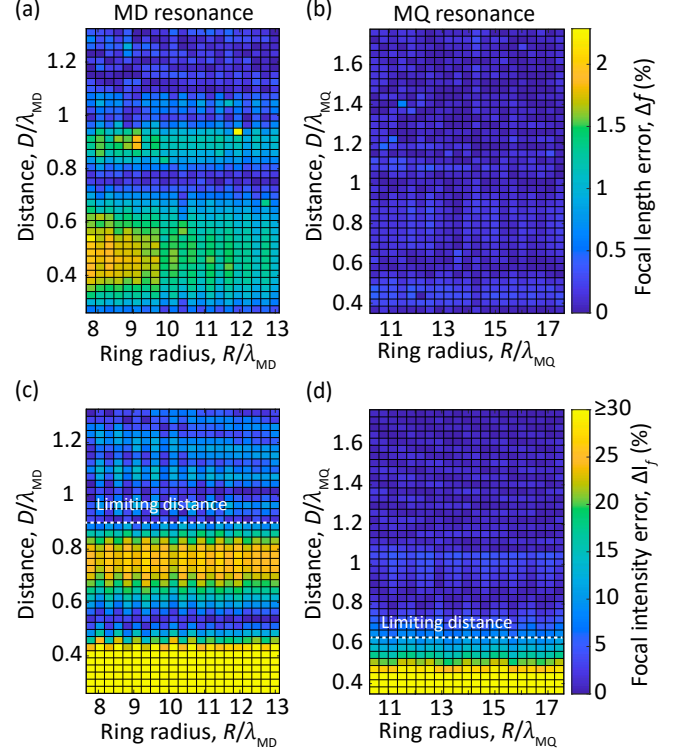 (a) MD resonance (b) MQ resonance
Distance, D/λMD
1.2
1
0.8
0.6
0.4
8 9 10 11 12 13
Ring radius, R/λMD
Distance, D/λMQ
1.6
1.4
1.2
1
0.8
0.6
0.4
11 13 15 17
Ring radius, R/λMQ
2
1.5
1
0.5
0
Focal length error, Δf (%)
(c) (d)
Distance, D/λMD
1.2
1
0.8
0.6
0.4
Limiting distance
8 9 10 11 12 13
Ring radius, R/λMD
Distance, D/λMQ
1.6
1.4
1.2
1
0.8
0.6
0.4
Limiting distance
11 13 15 17
Ring radius, R/λMQ
≥30
25
20
15
10
5
0
Focal intensity error, ΔIf (%)